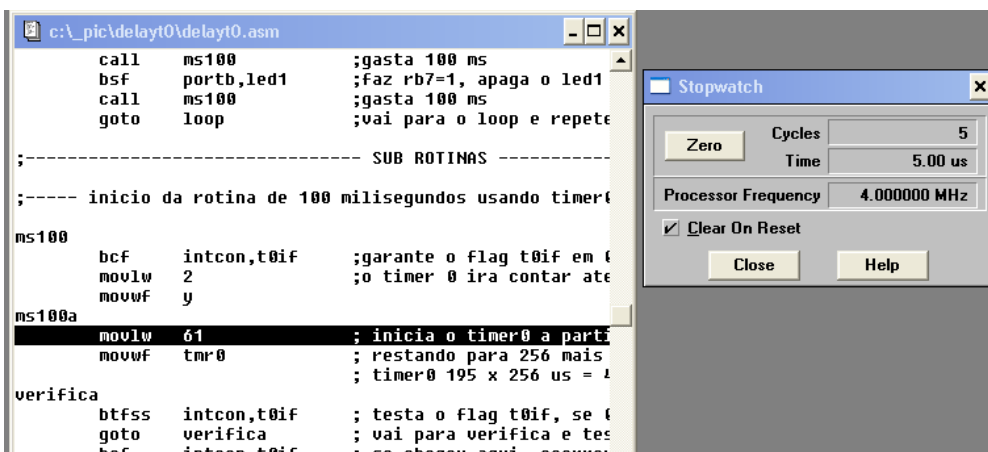 c:\_pic\delayt0\delayt0.asm
call ms100 ;gasta 100 ms
bsf portb,led1 ;faz rb7=1, apaga o led1
call ms100 ;gasta 100 ms
goto loop ;vai para o loop e repete
;-------------------------------- SUB ROTINAS -----------
;----- inicio da rotina de 100 milisegundos usando timer
ms100
bcf intcon,t0if ;garante o flag t0if em
movlw 2 ;o timer 0 ira contar ate
movwf y
ms100a
movlw 61 ; inicia o timer0 a parti
movwf tmr0 ; restando para 256 mais
; timer0 195 x 256 us =
verifica
btfss intcon,t0if ; testa o flag t0if, se
goto verifica ; vai para verifica e tes
Stopwatch
Zero
Cycles 5
Time 5.00 us
Processor Frequency 4.000000 MHz
Clear On Reset
Close Help